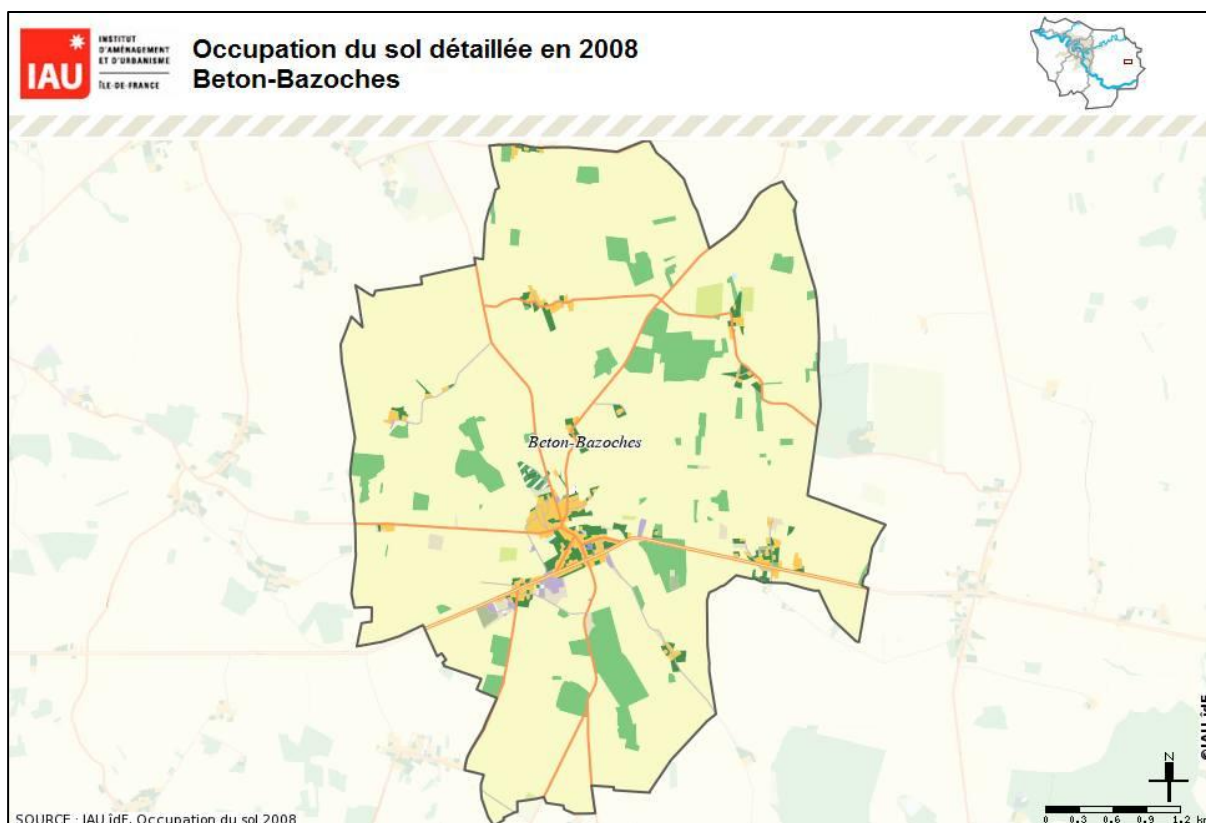 IAU
INSTITUT
D'AMÉNAGEMENT
ET D'URBANISME
ÎLE-DE-FRANCE
Occupation du sol détaillée en 2008
Beton-Bazoches
Beton-Bazoches
©IAU îdF
N
0 0.3 0.6 0.9 1.2 km
SOURCE : IAU îdF, Occupation du sol 2008